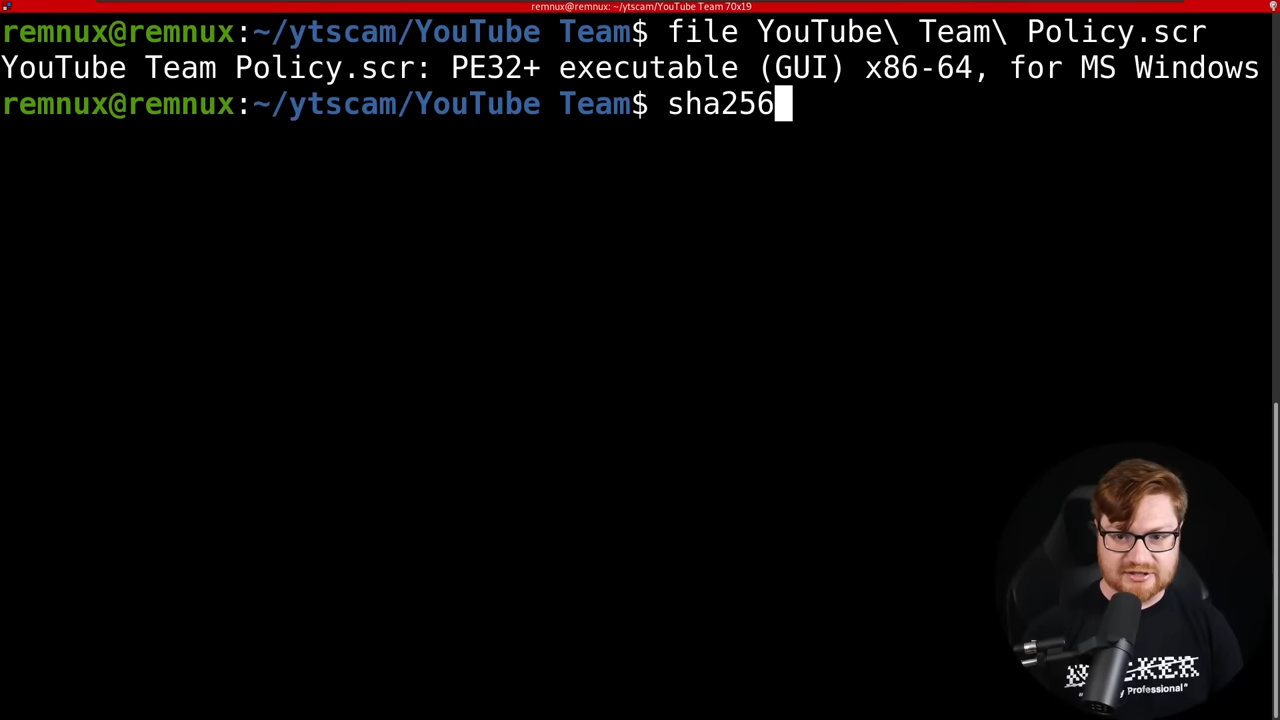 remnux@remnux: ~/ytscam/YouTube Team 70x19
remnux@remnux:~/ytscam/YouTube Team$ file YouTube\ Team\ Policy.scr
YouTube Team Policy.scr: PE32+ executable (GUI) x86-64, for MS Windows
remnux@remnux:~/ytscam/YouTube Team$ sha256
Professional"